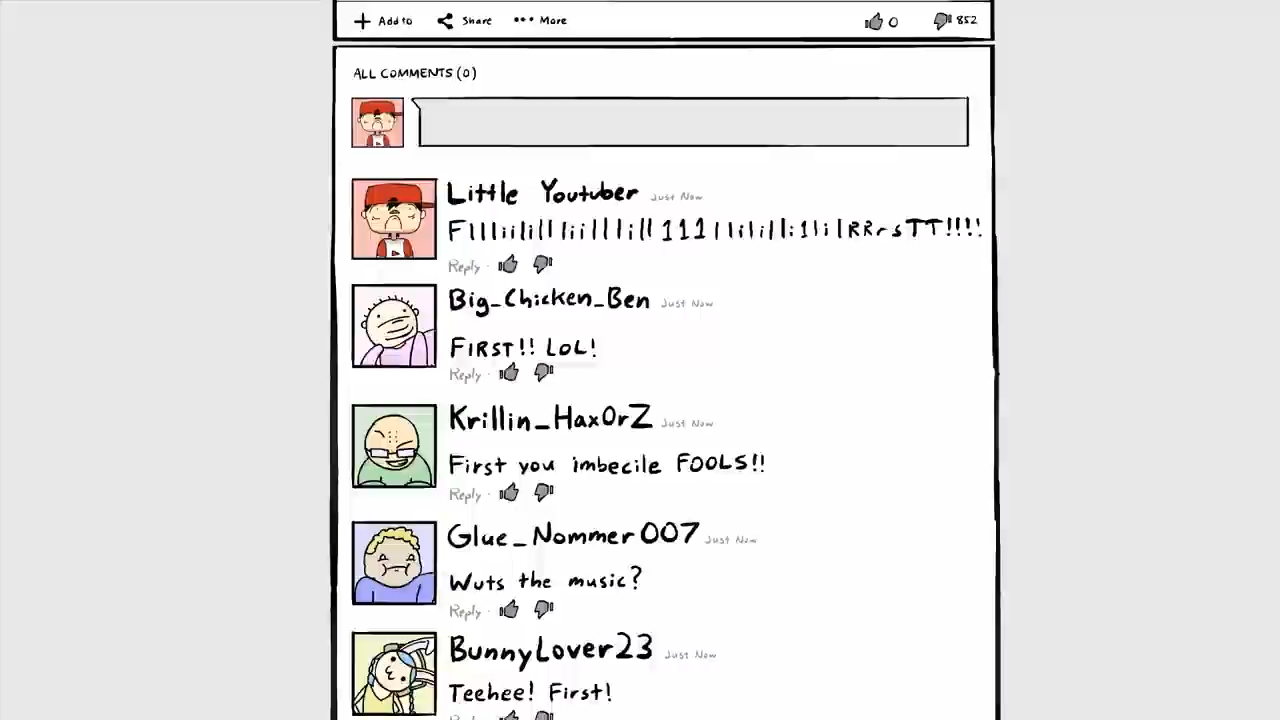 Add to Share More 0 852
ALL COMMENTS (0)
Little Youtuber Just Now
FlllililllliillllillIll111lliliilli1lilRRrsTT!!!!
Reply
Big_Chicken_Ben Just Now
FIRST!! LOL!
Reply
Krillin_Hax0rZ Just Now
First you imbecile FOOLS!!
Reply
Glue_Nommer007 Just Now
Wuts the music?
Reply
BunnyLover23 Just Now
Teehee! First!
Reply